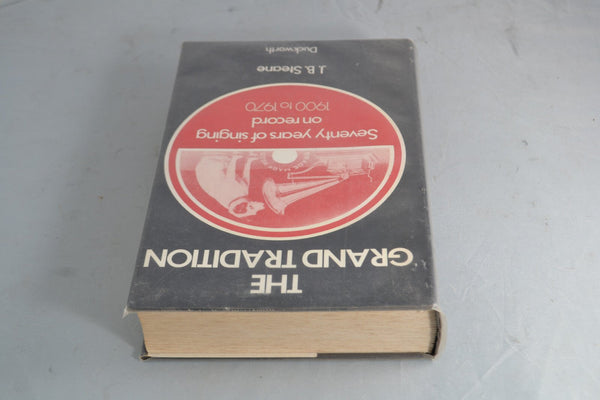 THE
GRAND TRADITION
Seventy years of singing
on record
1900 to 1970
J. B. Steane
Duckworth